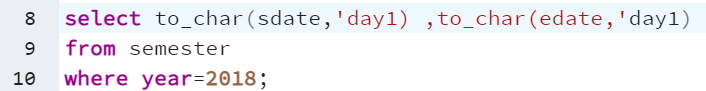 8 select to_char(sdate,'day1) ,to_char(edate,'day1)
9 from semester
10 where year=2018;